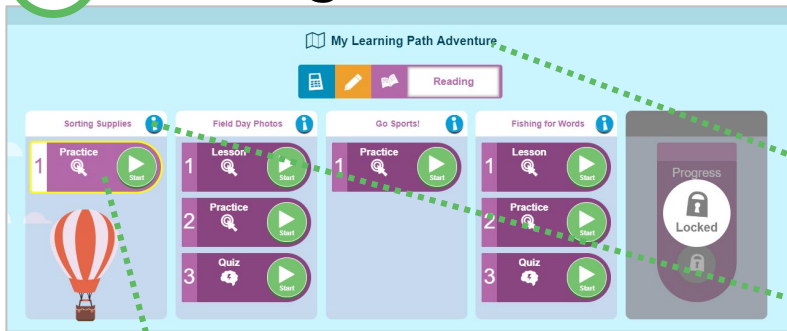 My Learning Path Adventure
Reading
Sorting Supplies
1
Practice
Start
Field Day Photos
1
Lesson
Start
2
Practice
Start
3
Quiz
Start
Go Sports!
1
Practice
Start
Fishing for Words
1
Lesson
Start
2
Practice
Start
3
Quiz
Start
Progress
Locked